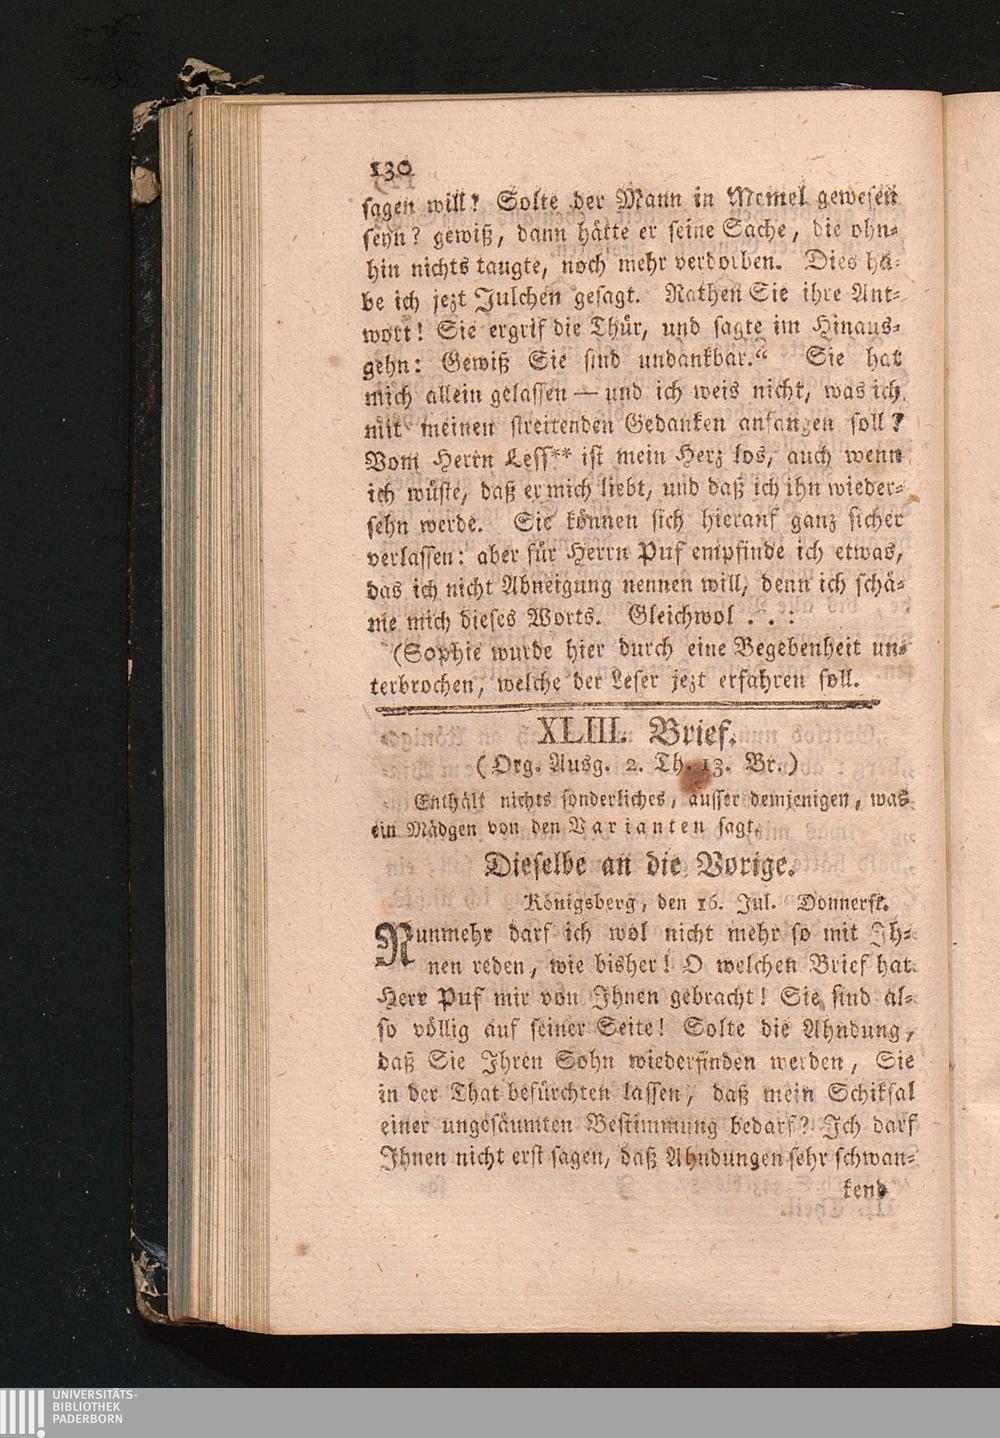 130
sagen will? Solte der Mann in Memel gewesen
seyn? gewiß, dann hätte er seine Sache, die ohn-
hin nichts taugte, noch mehr verdorben. Dies ha-
be ich jezt Julchen gesagt. Rathen Sie ihre Ant-
wort! Sie ergrif die Thür, und sagte im Hinaus-
gehn: Gewiß Sie sind undankbar.“ Sie hat
mich allein gelassen — und ich weis nicht, was ich
mit meinen streitenden Gedanken anfangen soll?
Vom Herrn Less** ist mein Herz los, auch wenn
ich wüste, daß er mich liebt, und daß ich ihn wieder-
sehn werde. Sie können sich hierauf ganz sicher
verlassen: aber für Herrn Puf empfinde ich etwas,
das ich nicht Abneigung nennen will, denn ich schä-
me mich dieses Worts. Gleichwol . . :
(Sophie wurde hier durch eine Begebenheit un-
terbrochen, welche der Leser jezt erfahren soll.
XLIII. Brief.
(Org. Ausg. 2. Th. 13. Br.)
Enthält nichts sonderliches, ausser demjenigen, was
ein Mädgen von den Varianten sagt.
Dieselbe an die Vorige.
Königsberg, den 16. Jul. Donnerst.
Nunmehr darf ich wol nicht mehr so mit Ih-
nen reden, wie bisher! O welchen Brief hat
Herr Puf mir von Ihnen gebracht! Sie sind al-
so völlig auf seiner Seite! Solte die Ahndung,
daß Sie Ihren Sohn wiederfinden werden, Sie
in der That befürchten lassen, daß mein Schiksal
einer ungesäumten Bestimmung bedarf? Ich darf
Ihnen nicht erst sagen, daß Ahndungen sehr schwan-
kend
UNIVERSITÄTS-
BIBLIOTHEK
PADERBORN